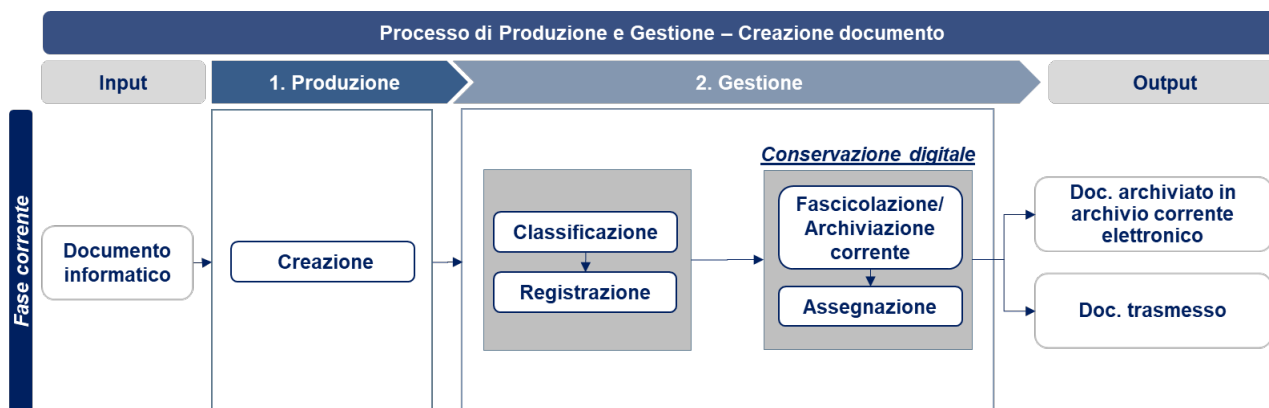 Processo di Produzione e Gestione – Creazione documento
Input
1. Produzione
2. Gestione
Output
Fase corrente
Documento
informatico
Creazione
Classificazione
Registrazione
Conservazione digitale
Fascicolazione/
Archiviazione
corrente
Assegnazione
Doc. archiviato in
archivio corrente
elettronico
Doc. trasmesso